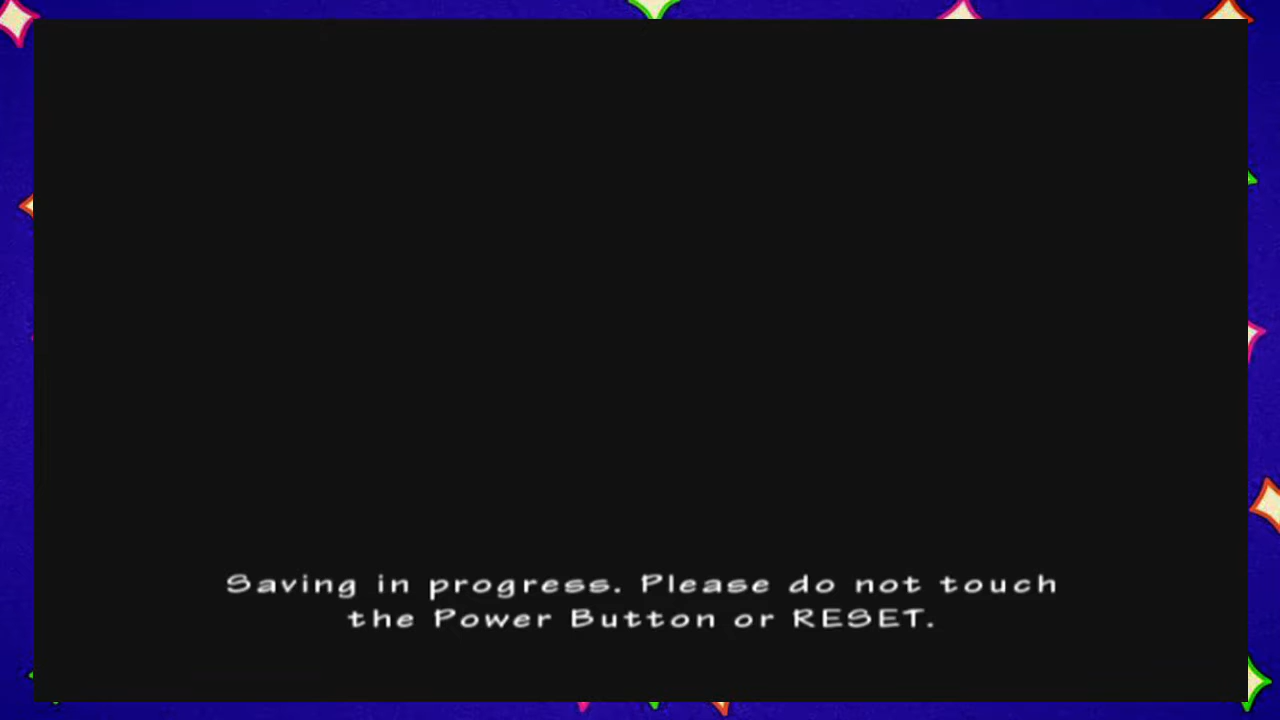 Saving in progress. Please do not touch
the Power Button or RESET.